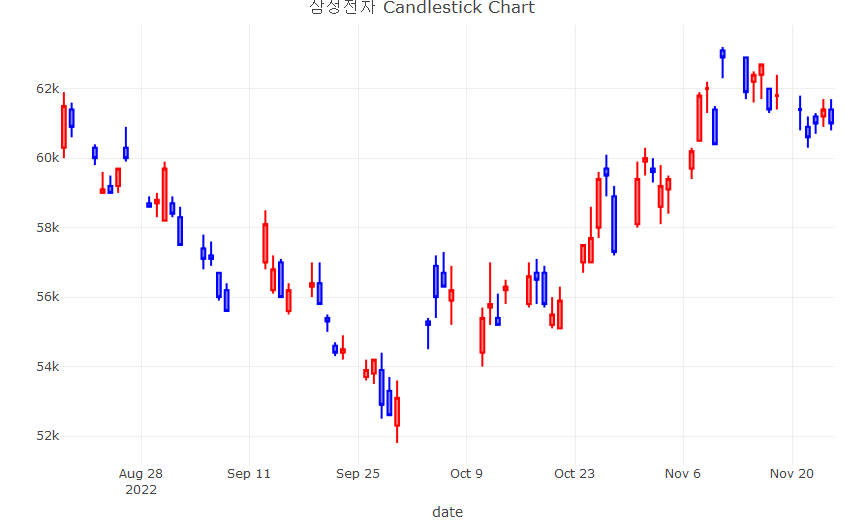 삼성전자 Candlestick Chart
62k
60k
58k
56k
54k
52k
Aug 28
2022
Sep 11
Sep 25
Oct 9
Oct 23
Nov 6
Nov 20
date